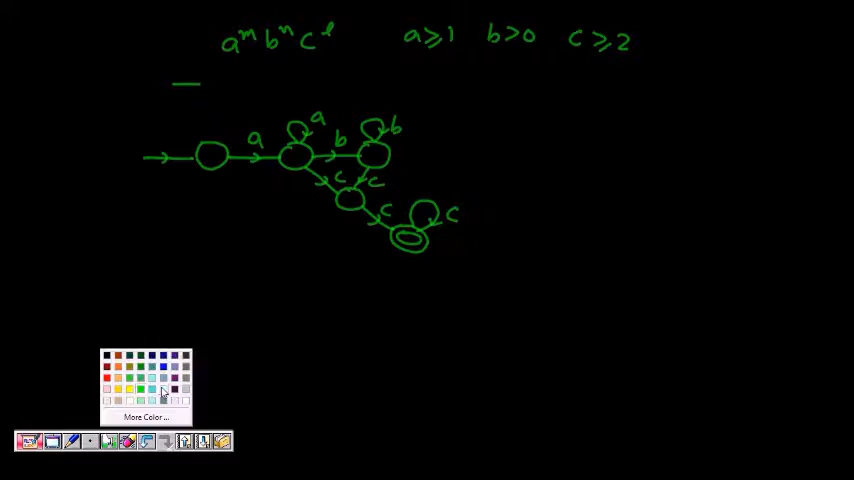 a^m b^n c^l a≥1 b>0 c≥2
a
a b b
c c
c c
More Color ...